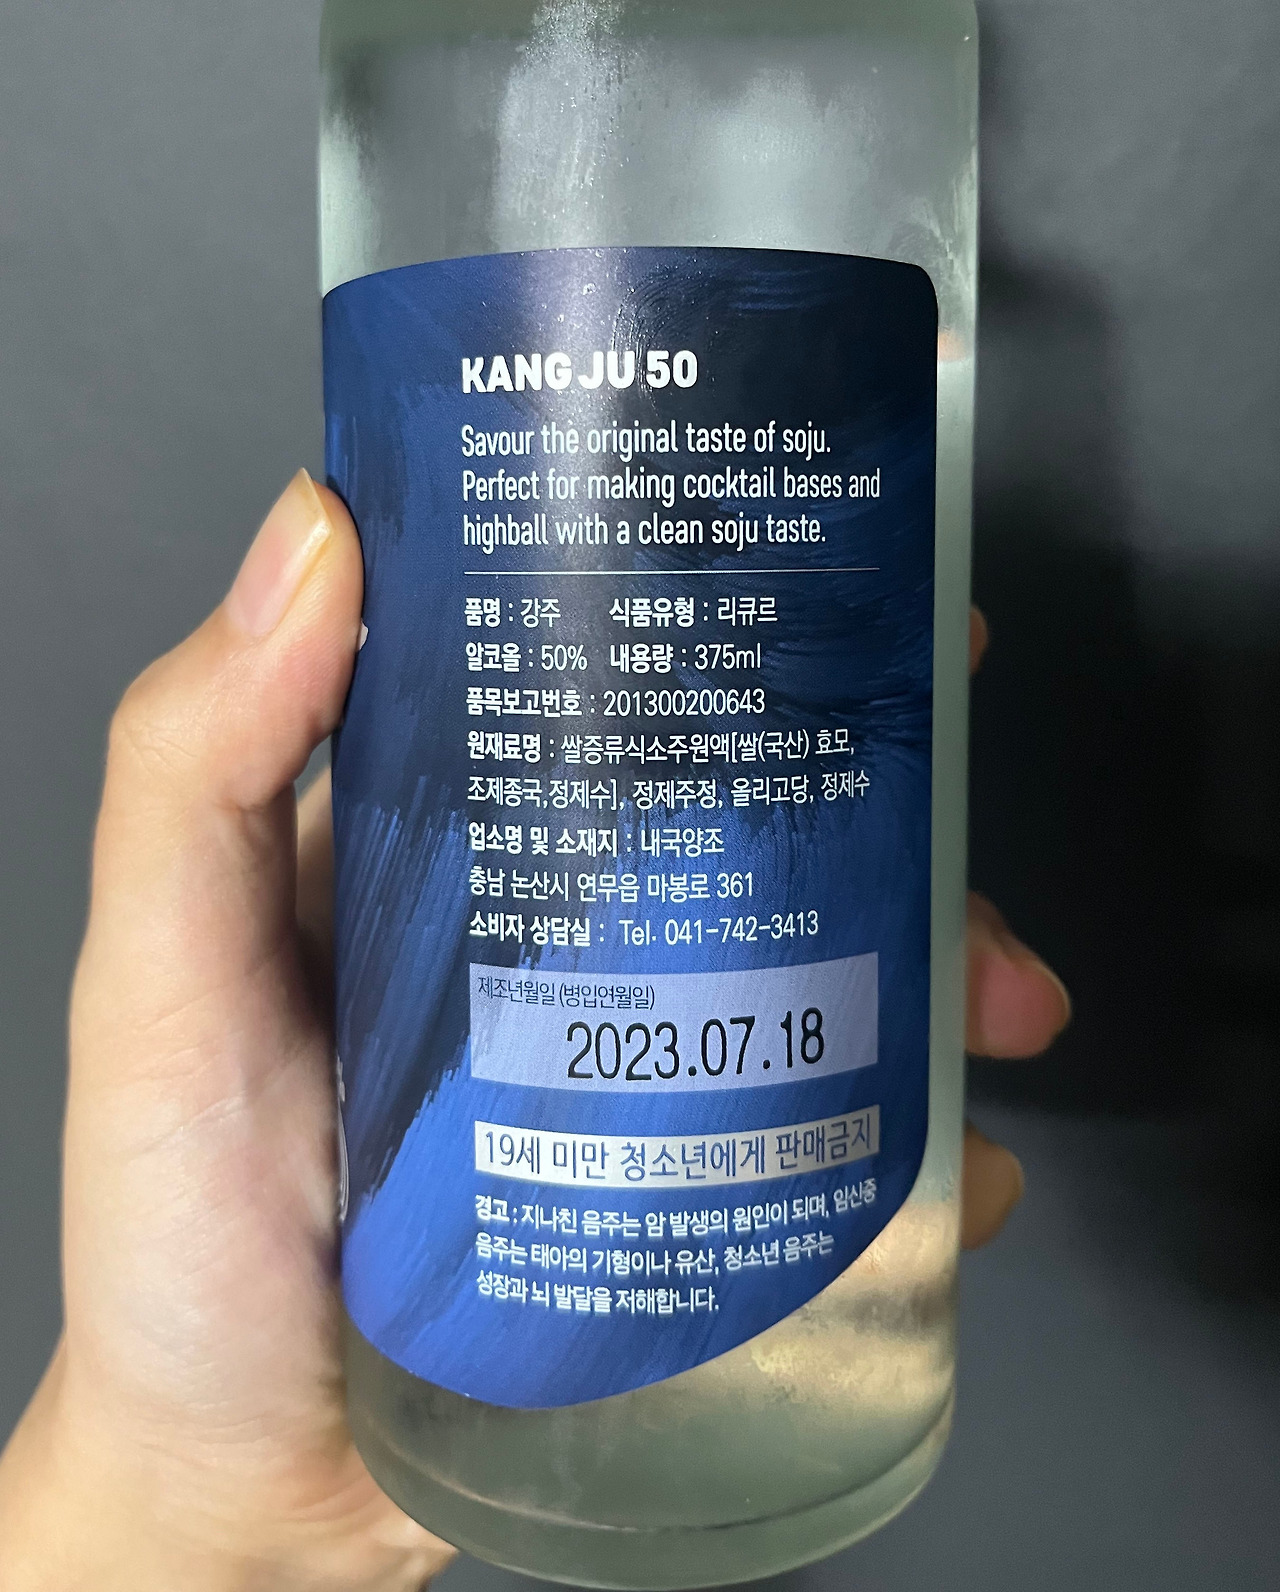 KANG JU 50
Savour the original taste of soju.
Perfect for making cocktail bases and
highball with a clean soju taste.
품명 : 강주 식품유형 : 리큐르
알코올 : 50% 내용량 : 375ml
품목보고번호 : 201300200643
원재료명 : 쌀증류식소주원액[쌀(국산) 효모,
조제종국,정제수], 정제주정, 올리고당, 정제수
업소명 및 소재지 : 내국양조
충남 논산시 연무읍 마봉로 361
소비자 상담실 : Tel. 041-742-3413
제조년월일 (병입연월일)
2023.07.18
19세 미만 청소년에게 판매금지
경고 : 지나친 음주는 암 발생의 원인이 되며, 임신중
음주는 태아의 기형이나 유산, 청소년 음주는
성장과 뇌 발달을 저해합니다.